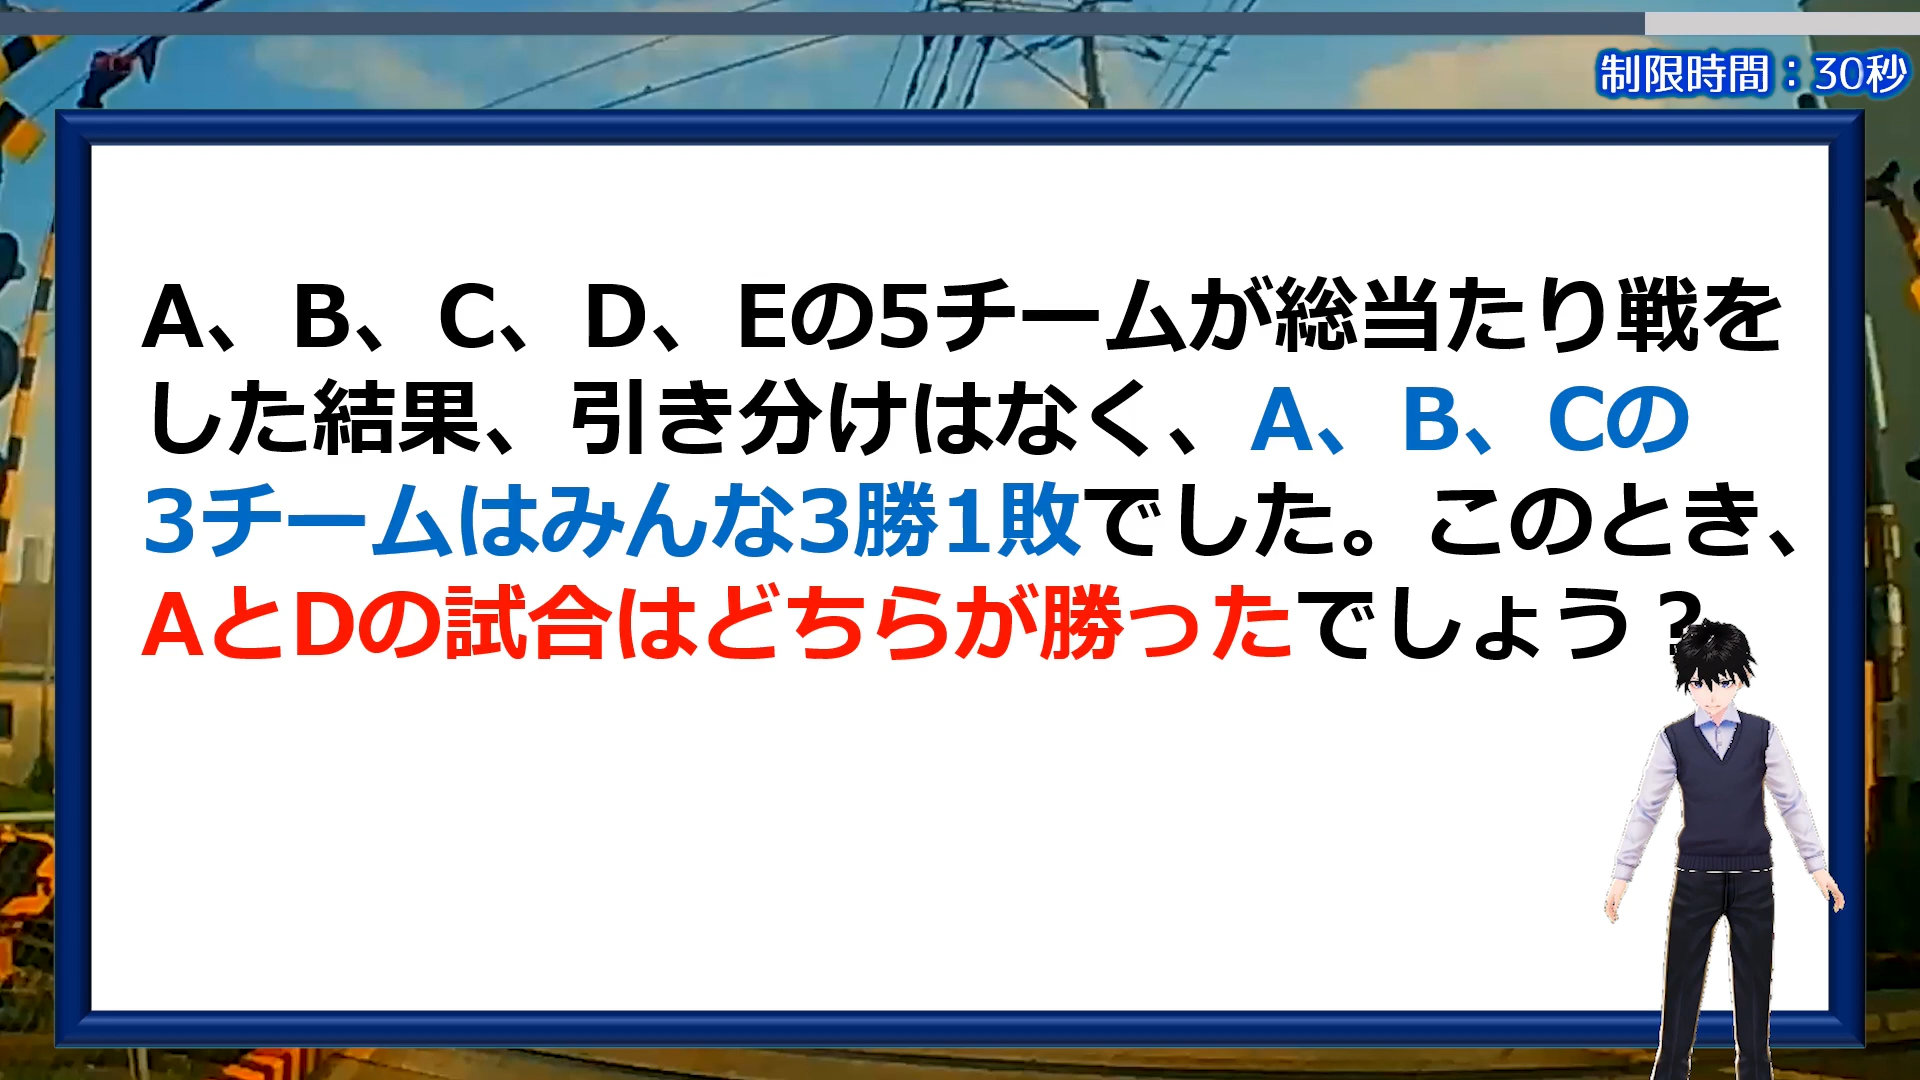 制限時間：30秒
A、B、C、D、Eの5チームが総当たり戦を
した結果、引き分けはなく、A、B、Cの
3チームはみんな3勝1敗でした。このとき、
AとDの試合はどちらが勝ったでしょう？